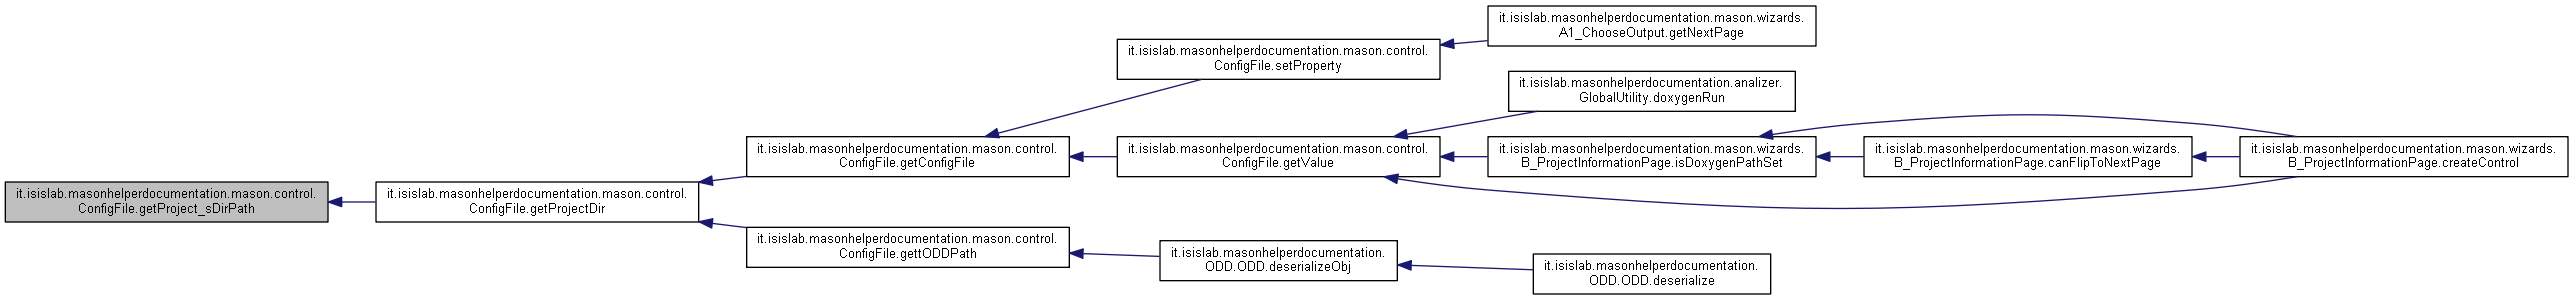 it.isislab.masonhelperdocumentation.mason.control.
ConfigFile.getProject_sDirPath
it.isislab.masonhelperdocumentation.mason.control.
ConfigFile.getProjectDir
it.isislab.masonhelperdocumentation.mason.control.
ConfigFile.getConfigFile
it.isislab.masonhelperdocumentation.mason.control.
ConfigFile.gettODDPath
it.isislab.masonhelperdocumentation.mason.control.
ConfigFile.setProperty
it.isislab.masonhelperdocumentation.mason.control.
ConfigFile.getValue
it.isislab.masonhelperdocumentation.
ODD.ODD.deserializeObj
it.isislab.masonhelperdocumentation.mason.wizards.
A1_ChooseOutput.getNextPage
it.isislab.masonhelperdocumentation.analizer.
GlobalUtility.doxygenRun
it.isislab.masonhelperdocumentation.mason.wizards.
B_ProjectInformationPage.isDoxygenPathSet
it.isislab.masonhelperdocumentation.
ODD.ODD.deserialize
it.isislab.masonhelperdocumentation.mason.wizards.
B_ProjectInformationPage.canFlipToNextPage
it.isislab.masonhelperdocumentation.mason.wizards.
B_ProjectInformationPage.createControl